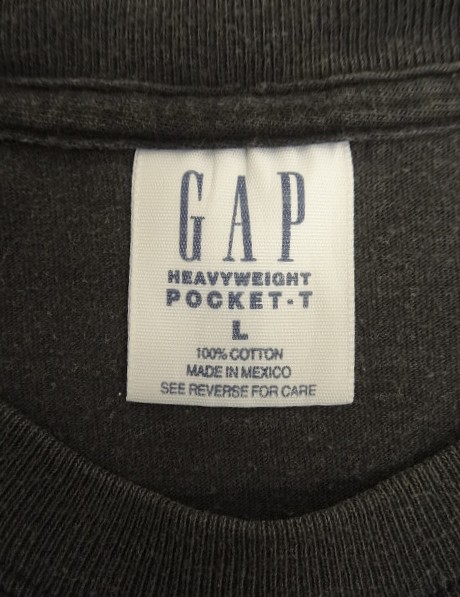 GAP
HEAVYWEIGHT
POCKET-T
L
100% COTTON
MADE IN MEXICO
SEE REVERSE FOR CARE